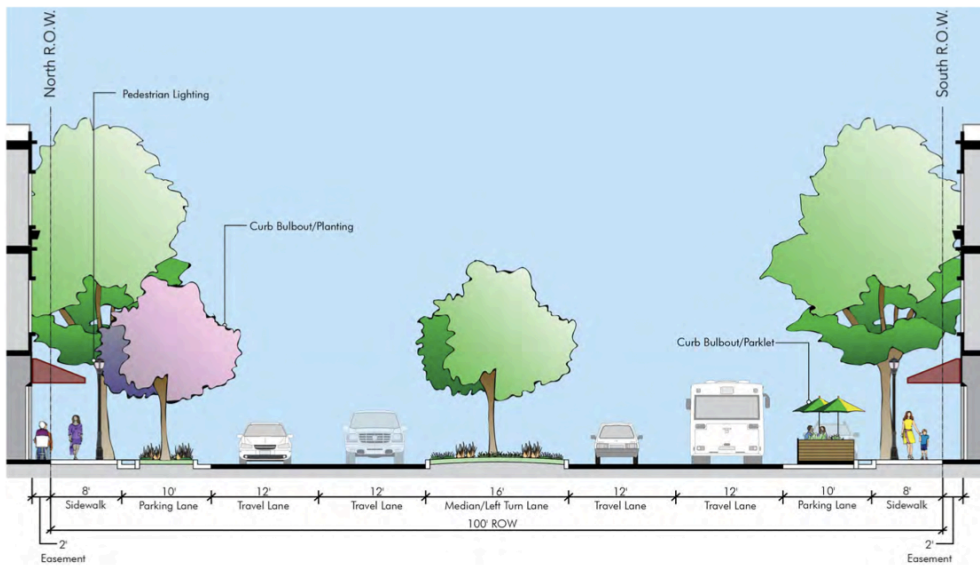 North R.O.W.
South R.O.W.
Pedestrian Lighting
Curb Bulbout/Planting
Curb Bulbout/Parklet
8'
10'
12'
12'
16'
12'
12'
10'
8'
Sidewalk
Parking Lane
Travel Lane
Travel Lane
Median/Left Turn Lane
Travel Lane
Travel Lane
Parking Lane
Sidewalk
100' ROW
2'
Easement
2'
Easement